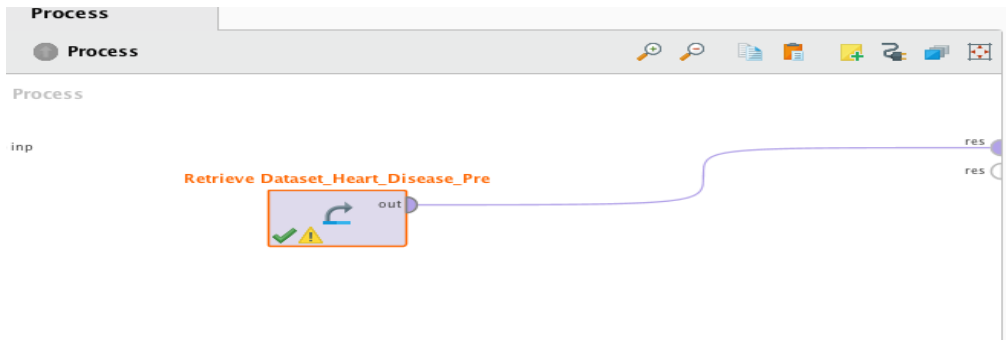 Process
Process
Process
inp
res
res
Retrieve Dataset_Heart_Disease_Pre
out